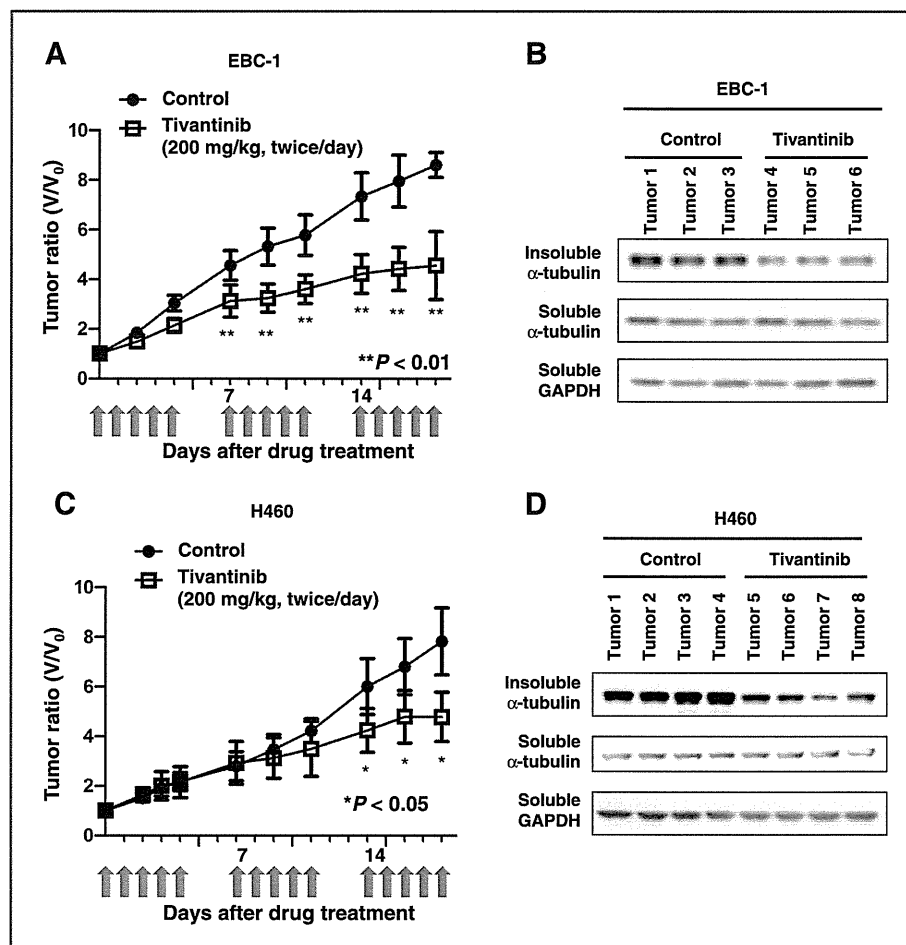 A
EBC-1
Control
Tivantinib
(200 mg/kg, twice/day)
Tumor ratio (V/V₀)
10
8
6
4
2
0
** ** ** ** ** **
**P < 0.01
7 14
Days after drug treatment
B
EBC-1
Control Tivantinib
Tumor 1 Tumor 2 Tumor 3 Tumor 4 Tumor 5 Tumor 6
Insoluble
α-tubulin
Soluble
α-tubulin
Soluble
GAPDH
C
H460
Control
Tivantinib
(200 mg/kg, twice/day)
Tumor ratio (V/V₀)
10
8
6
4
2
0
* * *
*P < 0.05
7 14
Days after drug treatment
D
H460
Control Tivantinib
Tumor 1 Tumor 2 Tumor 3 Tumor 4 Tumor 5 Tumor 6 Tumor 7 Tumor 8
Insoluble
α-tubulin
Soluble
α-tubulin
Soluble
GAPDH